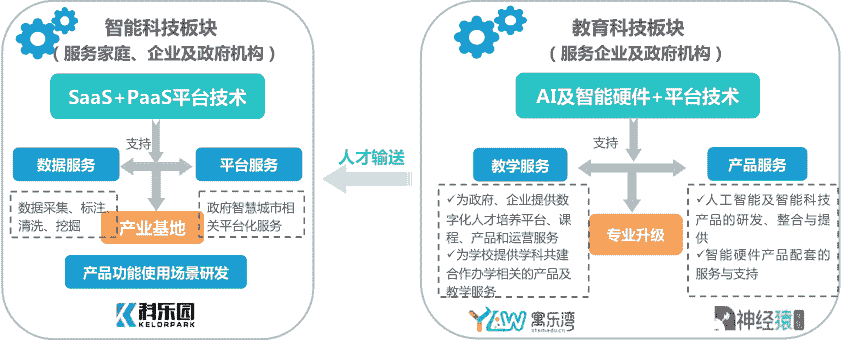 智能科技板块
（服务家庭、企业及政府机构）
SaaS+PaaS平台技术
支持
数据服务
平台服务
数据采集、标注、
清洗、挖掘
政府智慧城市相
关平台化服务
产业基地
产品功能使用场景研发
科乐园
KELORPARK
人才输送
教育科技板块
（服务企业及政府机构）
AI及智能硬件+平台技术
支持
教学服务
产品服务
✓为政府、企业提供数
字化人才培养平台、课
程、产品和运营服务
✓为学校提供学科共建
合作办学相关的产品及
教学服务
专业升级
✓人工智能及智能科技
产品的研发、整合与提
供
✓智能硬件产品配套的
服务与支持
寓乐湾
stemedu.cn
神经猿